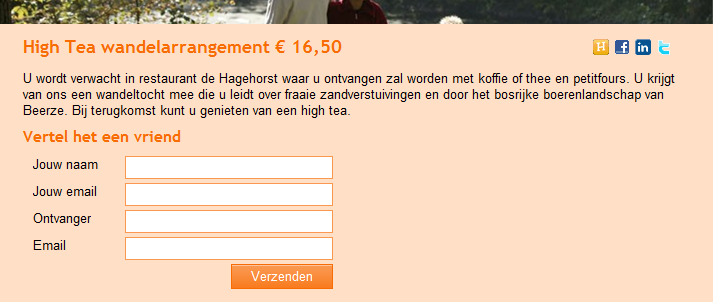 High Tea wandelarrangement € 16,50
U wordt verwacht in restaurant de Hagehorst waar u ontvangen zal worden met koffie of thee en petitfours. U krijgt
van ons een wandeltocht mee die u leidt over fraaie zandverstuivingen en door het bosrijke boerenlandschap van
Beerze. Bij terugkomst kunt u genieten van een high tea.
Vertel het een vriend
Jouw naam
Jouw email
Ontvanger
Email
Verzenden